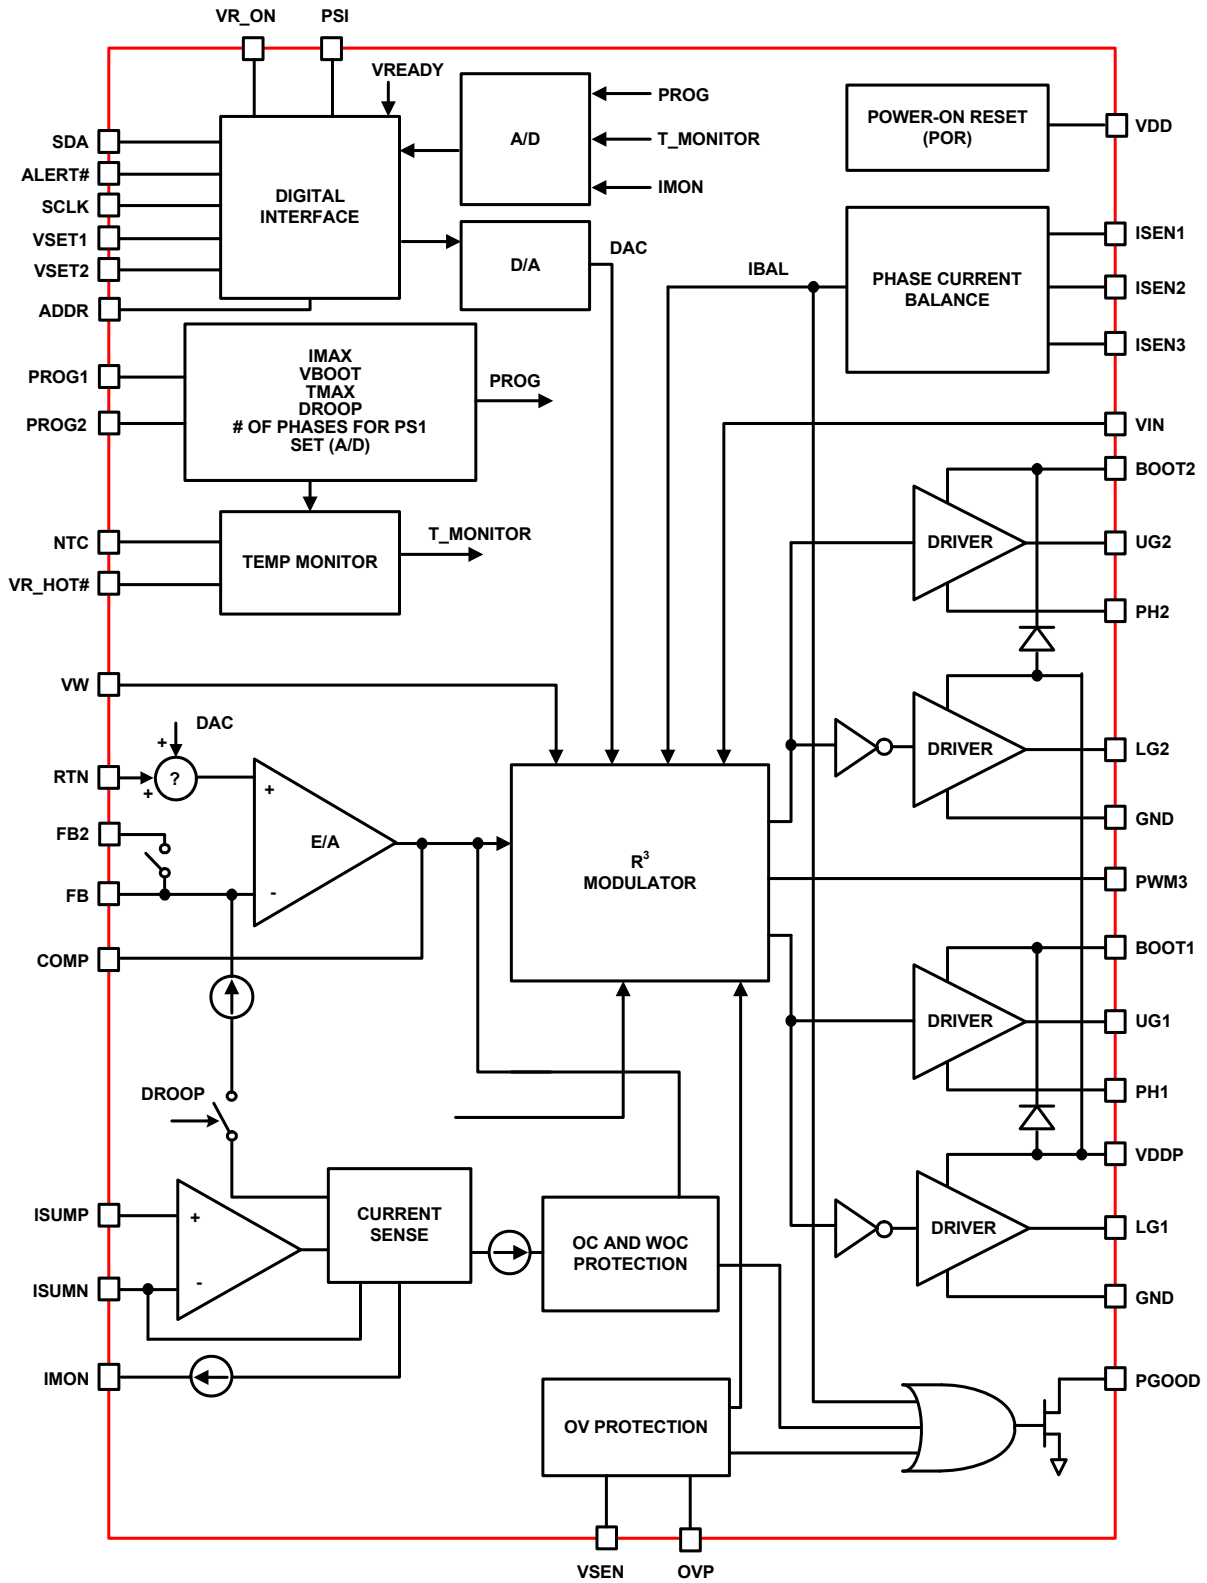 VR_ON
PSI
VREADY
SDA
ALERT#
SCLK
VSET1
VSET2
ADDR
DIGITAL
INTERFACE
A/D
PROG
T_MONITOR
IMON
D/A
DAC
POWER-ON RESET
(POR)
VDD
IBAL
PHASE CURRENT
BALANCE
ISEN1
ISEN2
ISEN3
PROG1
PROG2
IMAX
VBOOT
TMAX
DROOP
# OF PHASES FOR PS1
SET (A/D)
PROG
VIN
BOOT2
NTC
VR_HOT#
TEMP MONITOR
T_MONITOR
DRIVER
UG2
PH2
VW
DAC
+
RTN
+
?
+
E/A
-
FB2
FB
COMP
R3
MODULATOR
DRIVER
LG2
GND
PWM3
BOOT1
DRIVER
UG1
PH1
VDDP
DROOP
ISUMP
+
ISUMN
-
CURRENT
SENSE
OC AND WOC
PROTECTION
DRIVER
LG1
GND
IMON
OV PROTECTION
PGOOD
VSEN
OVP